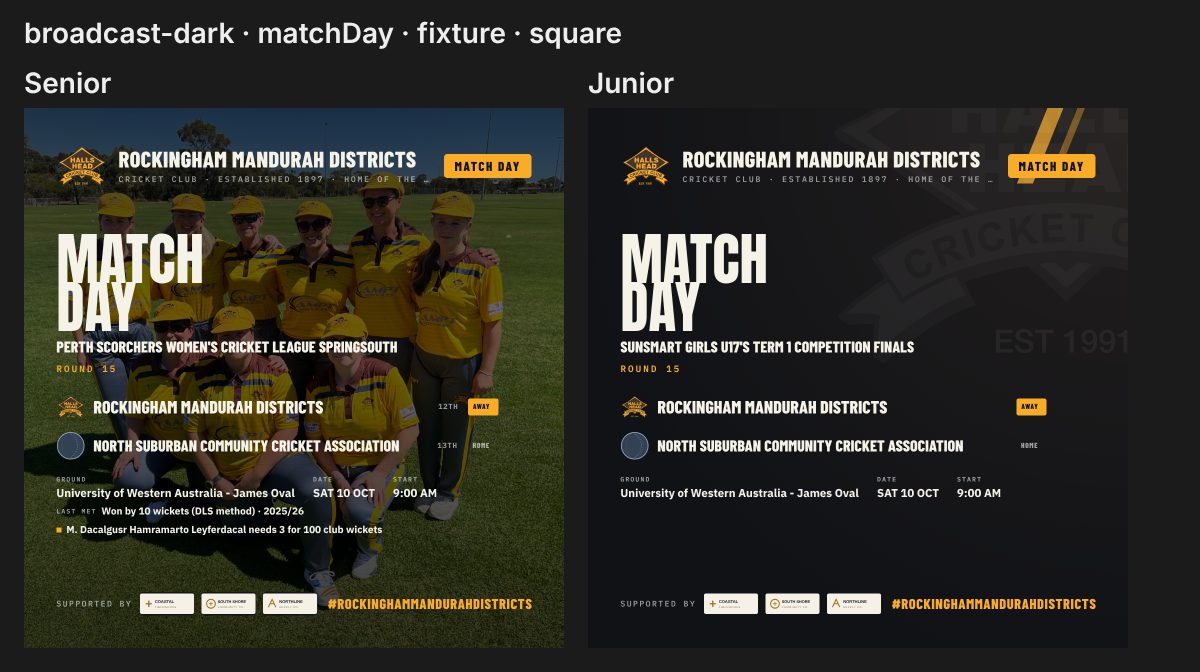 broadcast-dark · matchDay · fixture · square
Senior
HALLS HEAD
CRICKET CLUB
ROCKINGHAM MANDURAH DISTRICTS
CRICKET CLUB · ESTABLISHED 1897 · HOME OF THE …
MATCH DAY
MATCH
DAY
PERTH SCORCHERS WOMEN'S CRICKET LEAGUE SPRINGSOUTH
ROUND 15
ROCKINGHAM MANDURAH DISTRICTS 12TH AWAY
NORTH SUBURBAN COMMUNITY CRICKET ASSOCIATION 13TH HOME
GROUND DATE START
University of Western Australia - James Oval SAT 10 OCT 9:00 AM
LAST MET Won by 10 wickets (DLS method) · 2025/26
M. Dacalgusr Hamramarto Leyferdacal needs 3 for 100 club wickets
SUPPORTED BY COASTAL SOUTH SHORE NORTHLINE #ROCKINGHAMMANDURAHDISTRICTS
Junior
HALLS HEAD
CRICKET CLUB
ROCKINGHAM MANDURAH DISTRICTS
CRICKET CLUB · ESTABLISHED 1897 · HOME OF THE …
MATCH DAY
CRICKET C
EST 1991
MATCH
DAY
SUNSMART GIRLS U17'S TERM 1 COMPETITION FINALS
ROUND 15
ROCKINGHAM MANDURAH DISTRICTS AWAY
NORTH SUBURBAN COMMUNITY CRICKET ASSOCIATION HOME
GROUND DATE START
University of Western Australia - James Oval SAT 10 OCT 9:00 AM
SUPPORTED BY COASTAL SOUTH SHORE NORTHLINE #ROCKINGHAMMANDURAHDISTRICTS